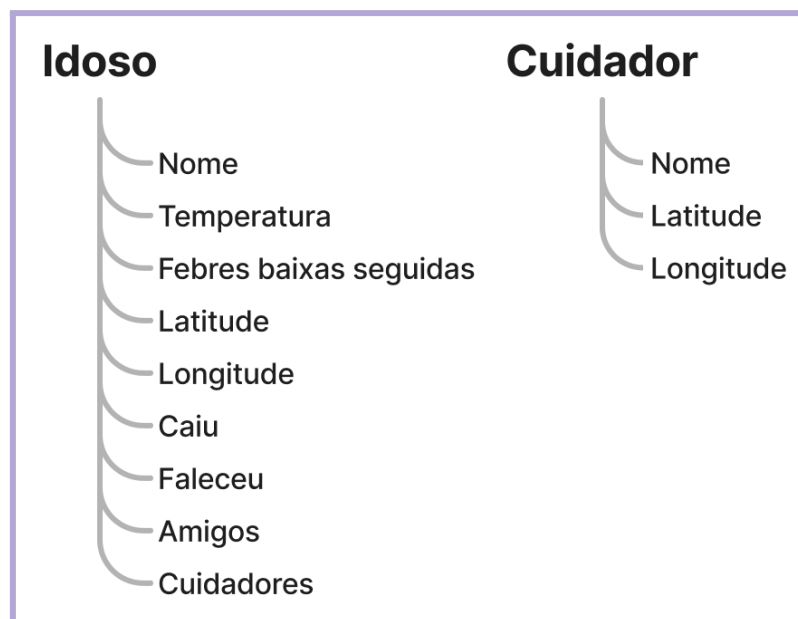 Idoso
Nome
Temperatura
Febres baixas seguidas
Latitude
Longitude
Caiu
Faleceu
Amigos
Cuidadores
Cuidador
Nome
Latitude
Longitude